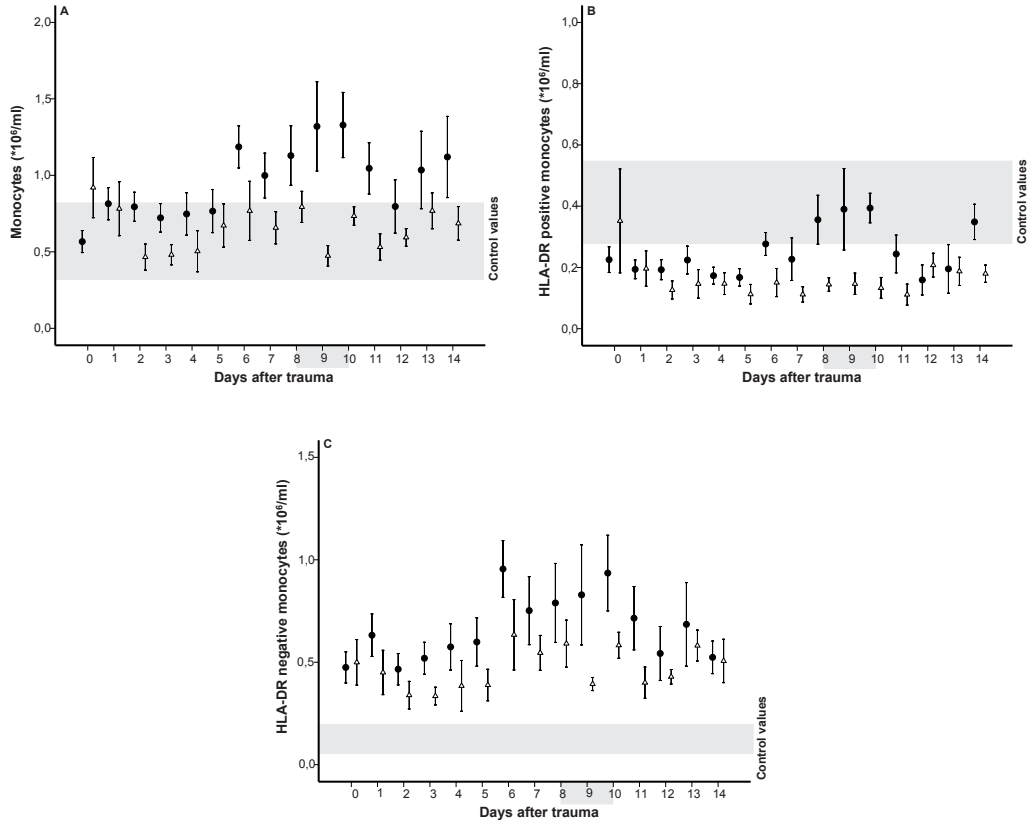 A
2,0
1,5
1,0
0,5
0,0
Monocytes (*10⁶/ml)
Control values
0 1 2 3 4 5 6 7 8 9 10 11 12 13 14
Days after trauma
B
1,0
0,8
0,6
0,4
0,2
0,0
HLA-DR positive monocytes (*10⁶/ml)
Control values
0 1 2 3 4 5 6 7 8 9 10 11 12 13 14
Days after trauma
C
1,5
1,0
0,5
0,0
HLA-DR negative monocytes (*10⁶/ml)
Control values
0 1 2 3 4 5 6 7 8 9 10 11 12 13 14
Days after trauma